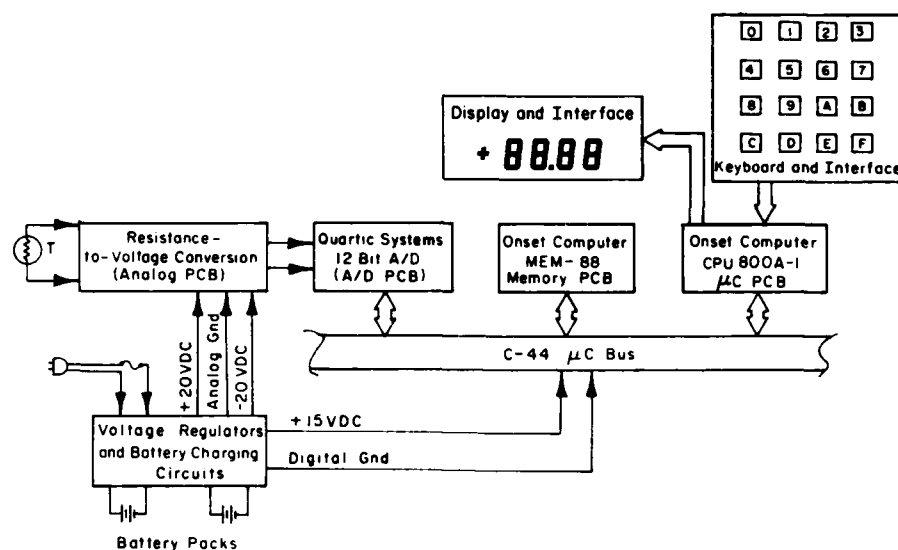 0 1 2 3
4 5 6 7
8 9 A B
C D E F
Keyboard and Interface
Display and Interface
+ 88.88
T
Resistance-
to-Voltage Conversion
(Analog PCB)
Quartic Systems
12 Bit A/D
(A/D PCB)
Onset Computer
MEM-88
Memory PCB
Onset Computer
CPU 800A-1
μC PCB
C-44 μC Bus
+20VDC
Analog Gnd
-20VDC
Voltage Regulators
and Battery Charging
Circuits
+15VDC
Digital Gnd
Battery Packs